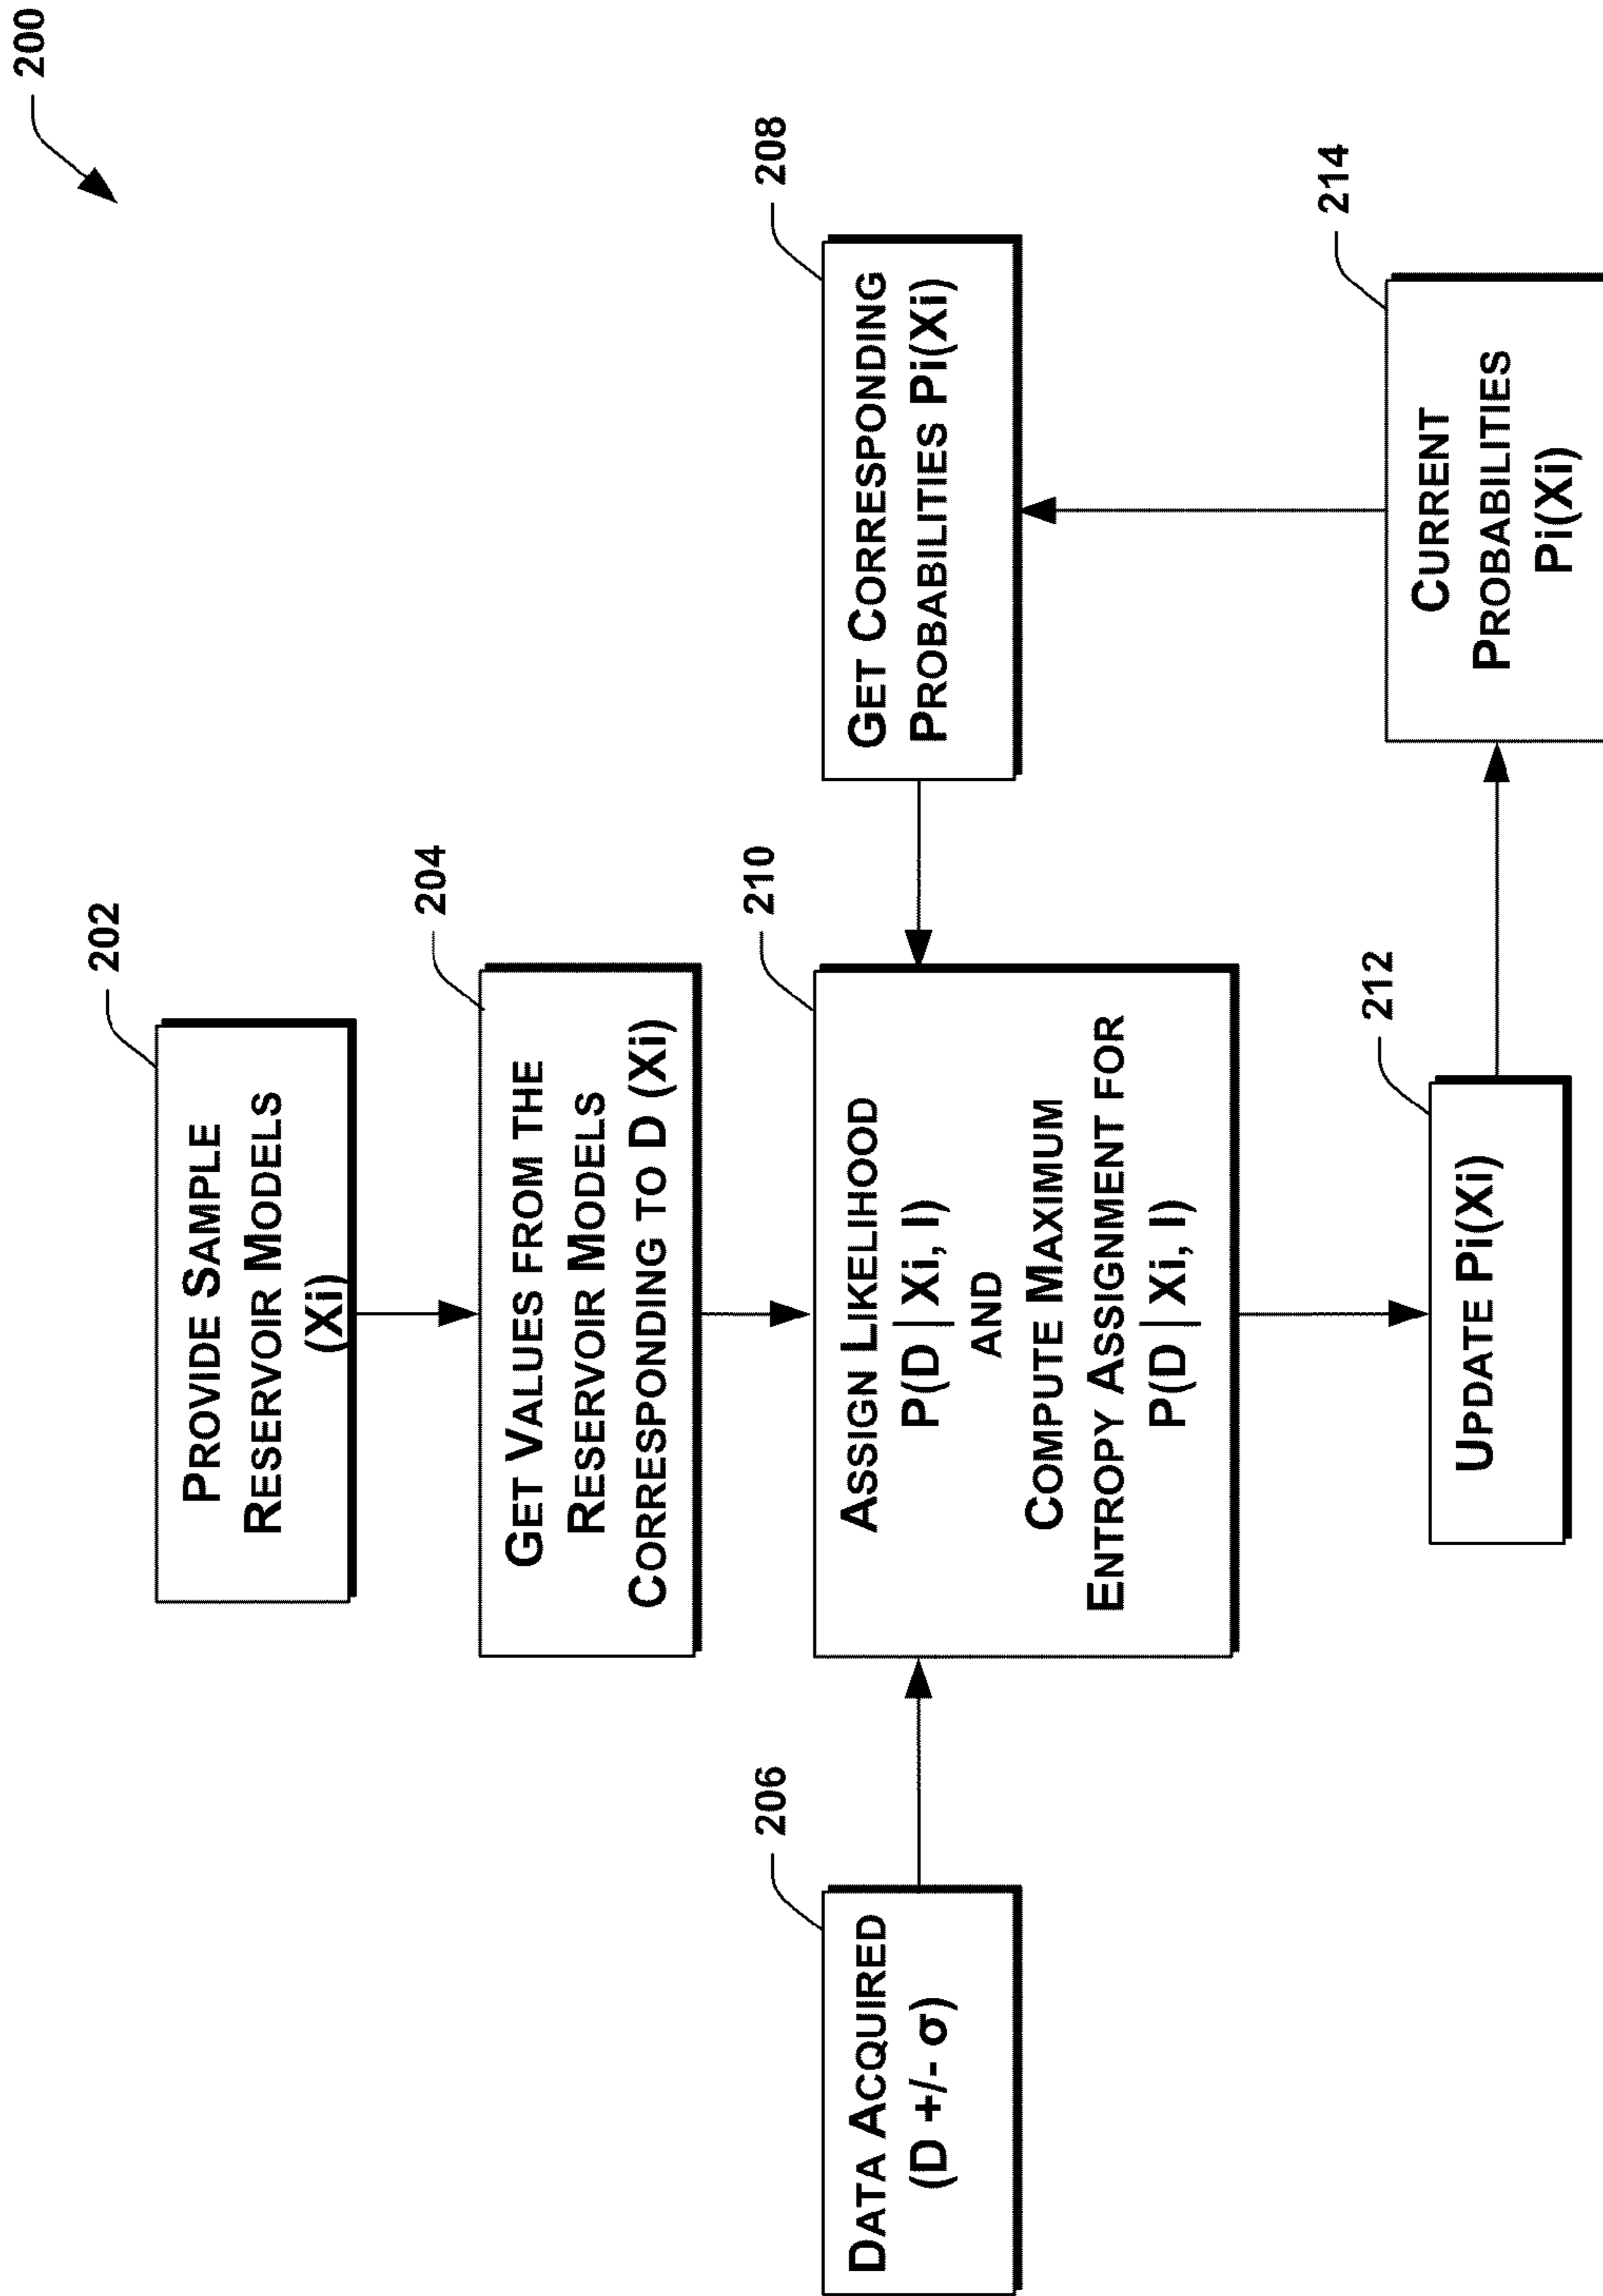 200
202
PROVIDE SAMPLE
RESERVOIR MODELS
(Xi)
204
GET VALUES FROM THE
RESERVOIR MODELS
CORRESPONDING TO D (Xi)
206
DATA ACQUIRED
(D +/- σ)
210
ASSIGN LIKELIHOOD
P(D | Xi, I)
AND
COMPUTE MAXIMUM
ENTROPY ASSIGNMENT FOR
P(D | Xi, I)
208
GET CORRESPONDING
PROBABILITIES Pi(Xi)
212
UPDATE Pi(Xi)
214
CURRENT
PROBABILITIES
Pi(Xi)